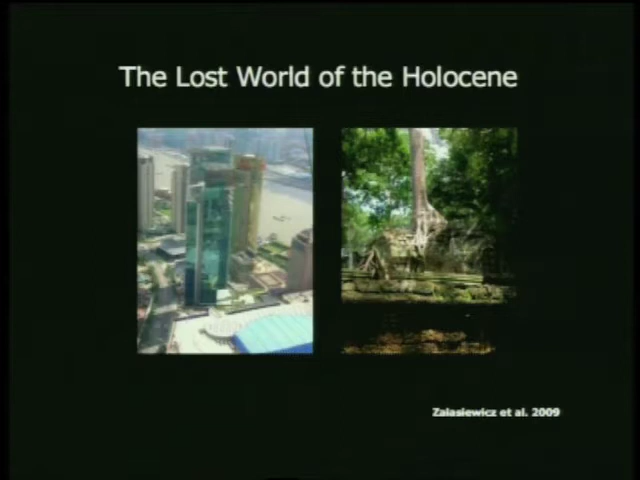 The Lost World of the Holocene
Zalasiewicz et al. 2009